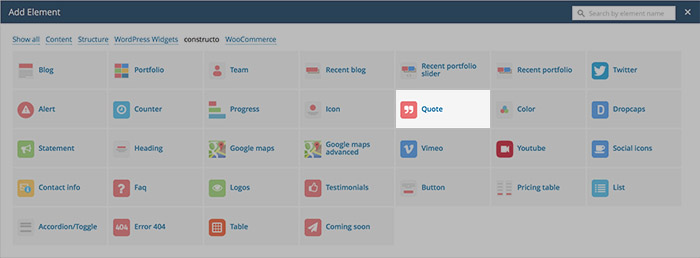 Add Element
Search by element name
×
Show all Content Structure WordPress Widgets constructo WooCommerce
Blog Portfolio Team Recent blog Recent portfolio slider Recent portfolio Twitter
Alert Counter Progress Icon Quote Color D Dropcaps
Statement Heading Google maps Google maps advanced Vimeo Youtube Social icons
Contact info ? Faq Logos Testimonials Button Pricing table List
Accordion/Toggle 404 Error 404 Table Coming soon